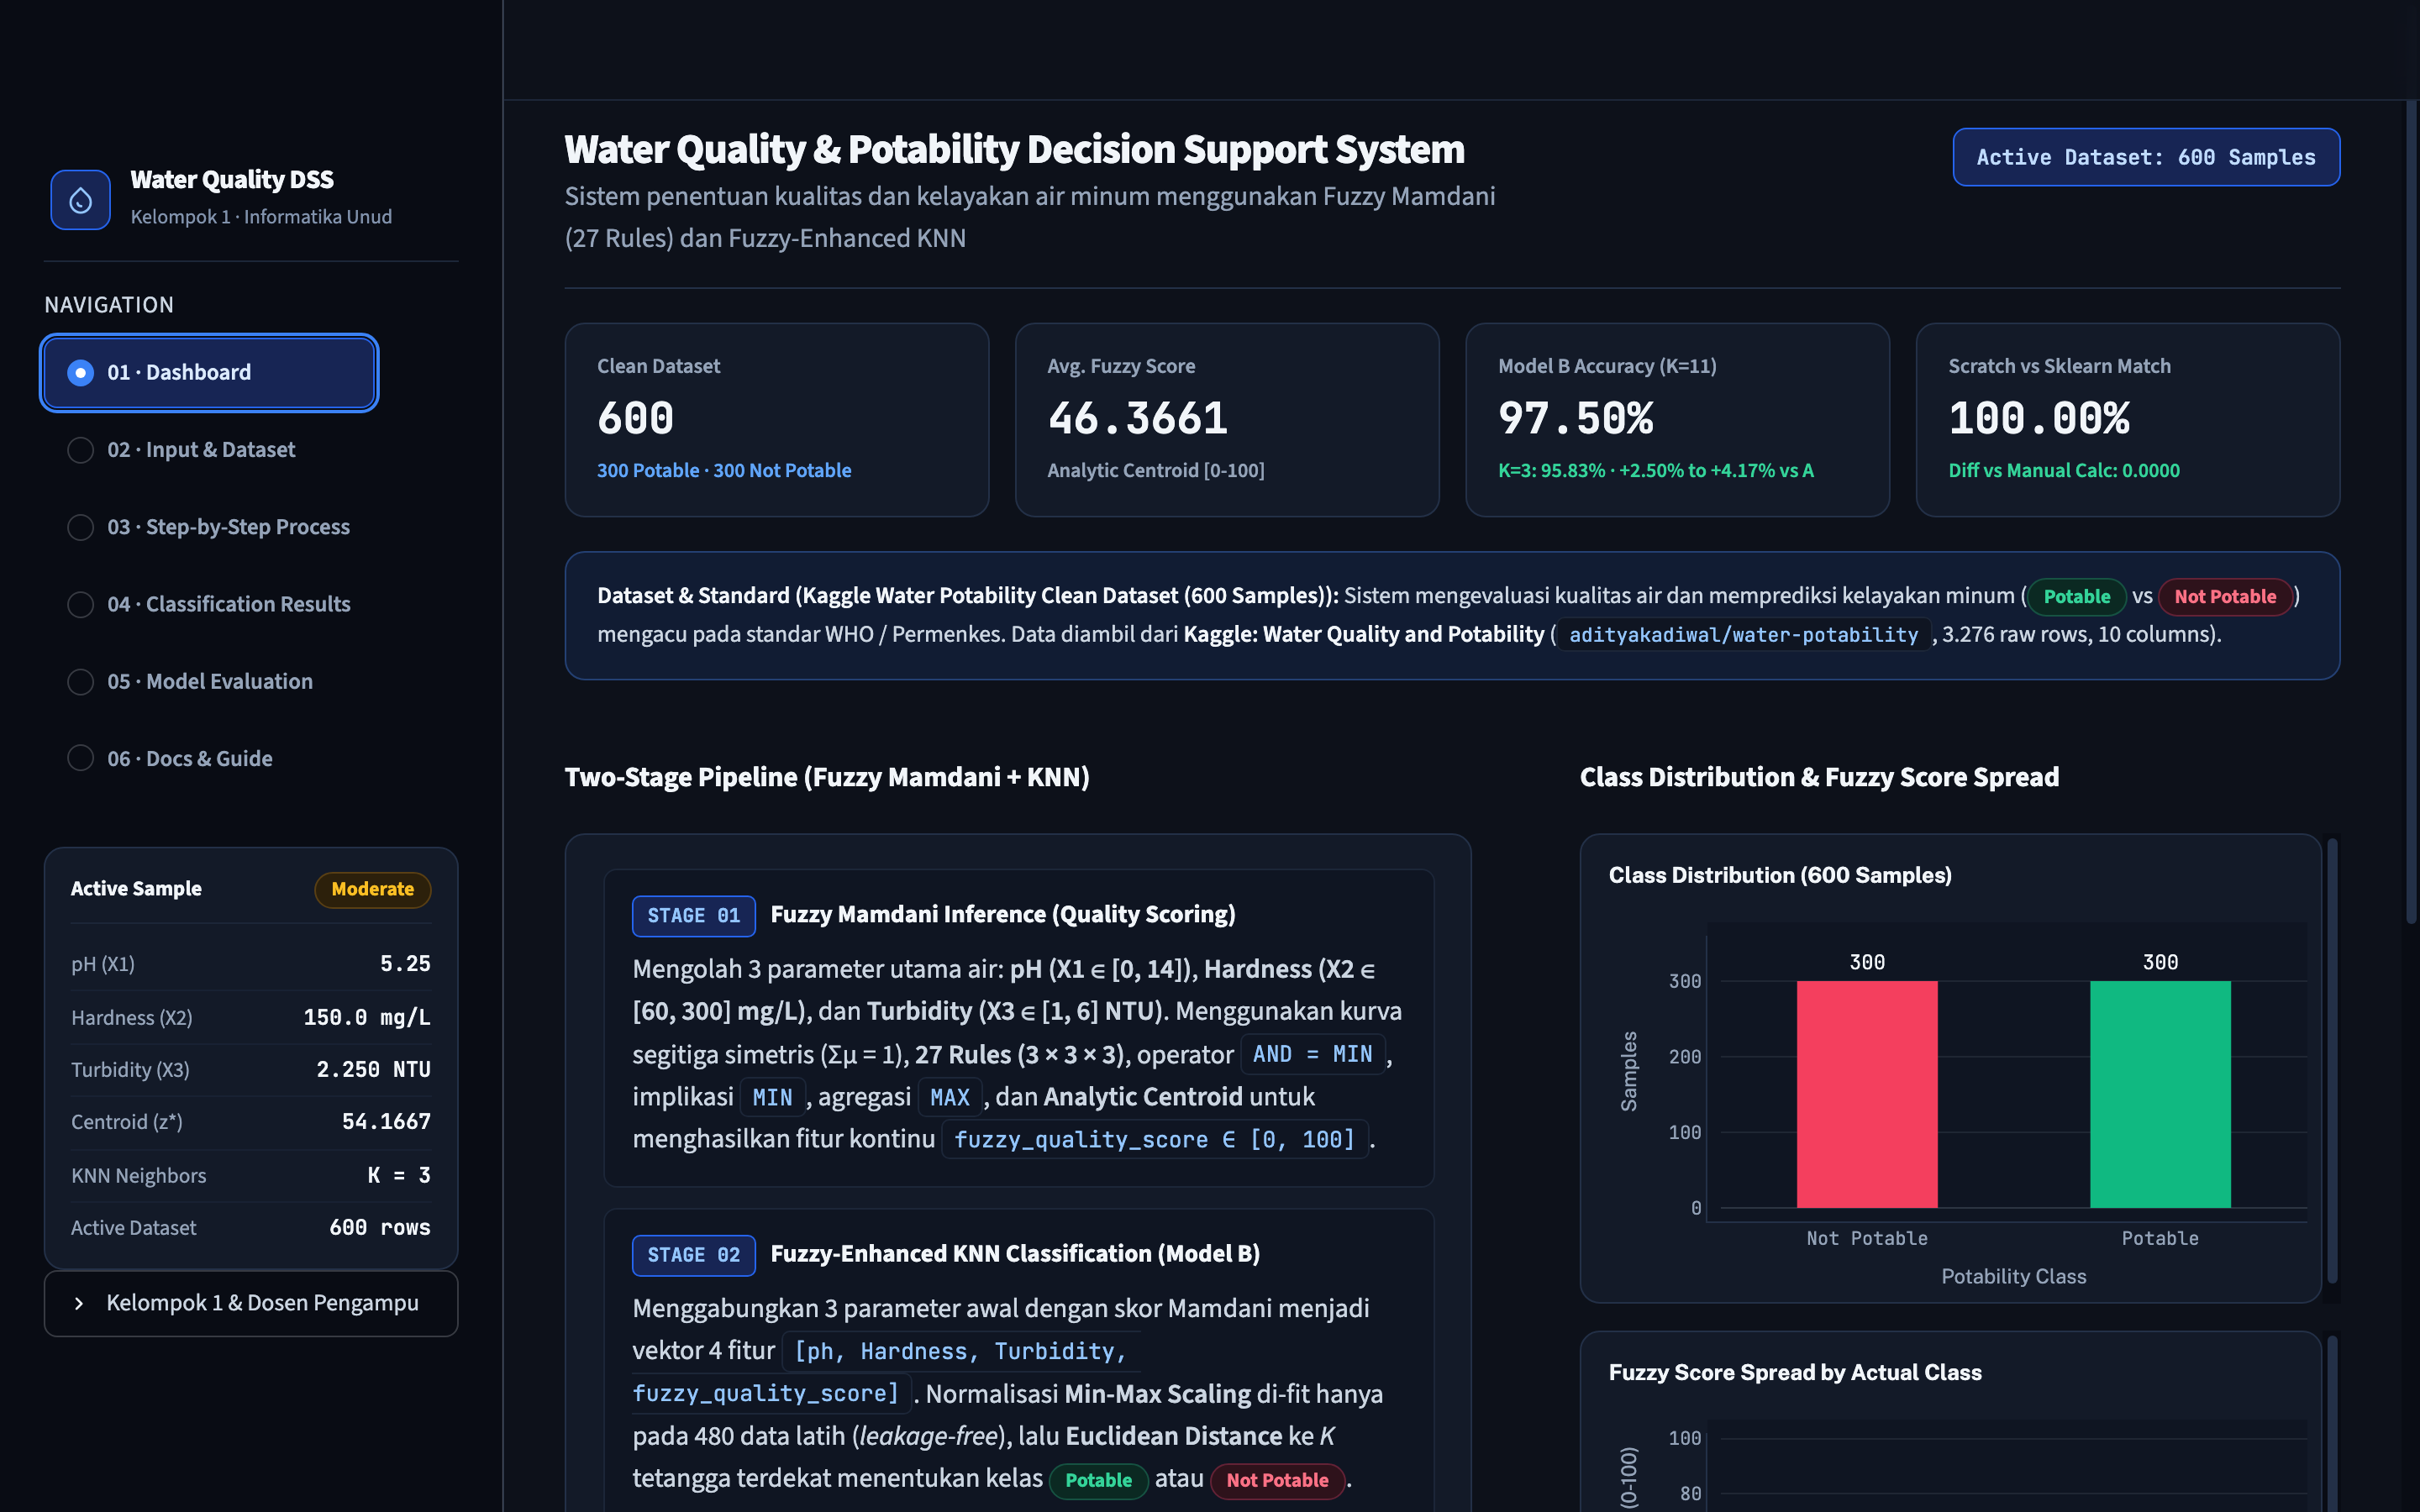 Water Quality DSS
Kelompok 1 · Informatika Unud
NAVIGATION
01 · Dashboard
02 · Input & Dataset
03 · Step-by-Step Process
04 · Classification Results
05 · Model Evaluation
06 · Docs & Guide
Active Sample
Moderate
pH (X1)
5.25
Hardness (X2)
150.0 mg/L
Turbidity (X3)
2.250 NTU
Centroid (z*)
54.1667
KNN Neighbors
K = 3
Active Dataset
600 rows
Kelompok 1 & Dosen Pengampu
Water Quality & Potability Decision Support System
Sistem penentuan kualitas dan kelayakan air minum menggunakan Fuzzy Mamdani
(27 Rules) dan Fuzzy-Enhanced KNN
Active Dataset: 600 Samples
Clean Dataset
600
300 Potable · 300 Not Potable
Avg. Fuzzy Score
46.3661
Analytic Centroid [0-100]
Model B Accuracy (K=11)
97.50%
K=3: 95.83% · +2.50% to +4.17% vs A
Scratch vs Sklearn Match
100.00%
Diff vs Manual Calc: 0.0000
Dataset & Standard (Kaggle Water Potability Clean Dataset (600 Samples)): Sistem mengevaluasi kualitas air dan memprediksi kelayakan minum ( Potable vs Not Potable )
mengacu pada standar WHO / Permenkes. Data diambil dari Kaggle: Water Quality and Potability ( adityakadiwal/water-potability , 3.276 raw rows, 10 columns).
Two-Stage Pipeline (Fuzzy Mamdani + KNN)
STAGE 01 Fuzzy Mamdani Inference (Quality Scoring)
Mengolah 3 parameter utama air: pH (X1 ∈ [0, 14]), Hardness (X2 ∈
[60, 300] mg/L), dan Turbidity (X3 ∈ [1, 6] NTU). Menggunakan kurva
segitiga simetris (Σμ = 1), 27 Rules (3 × 3 × 3), operator AND = MIN ,
implikasi MIN , agregasi MAX , dan Analytic Centroid untuk
menghasilkan fitur kontinu fuzzy_quality_score ∈ [0, 100] .
STAGE 02 Fuzzy-Enhanced KNN Classification (Model B)
Menggabungkan 3 parameter awal dengan skor Mamdani menjadi
vektor 4 fitur [ph, Hardness, Turbidity,
fuzzy_quality_score] . Normalisasi Min-Max Scaling di-fit hanya
pada 480 data latih (leakage-free), lalu Euclidean Distance ke K
tetangga terdekat menentukan kelas Potable atau Not Potable .
Class Distribution & Fuzzy Score Spread
Class Distribution (600 Samples)
300
300
300
200
100
0
Samples
Not Potable
Potable
Potability Class
Fuzzy Score Spread by Actual Class
100
80
(0-100)